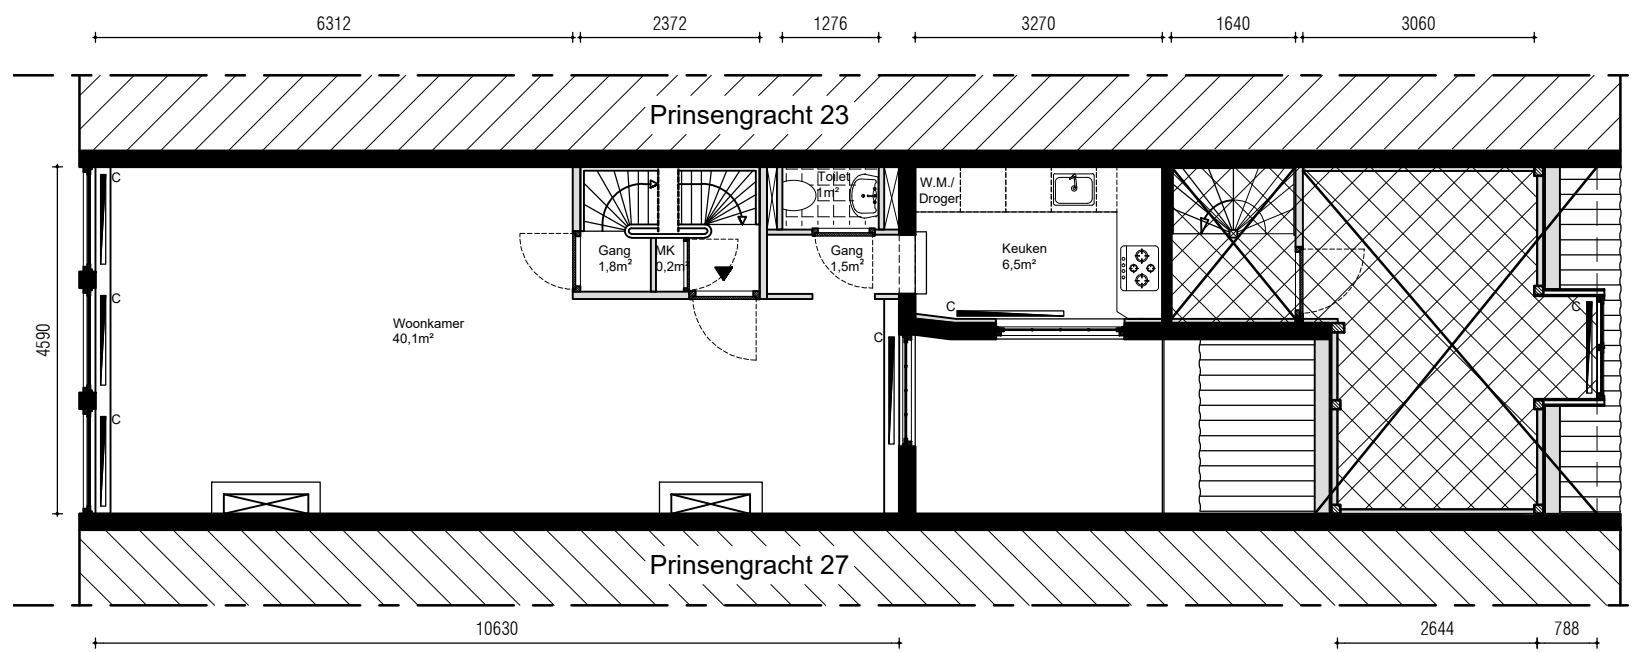 6312
2372
1276
3270
1640
3060
Prinsengracht 23
C
Toilet
1m²
W.M./
Droger
Gang
1,8m²
MK
0,2m²
Gang
1,5m²
Keuken
6,5m²
C
C
C
Woonkamer
40,1m²
C
4590
C
Prinsengracht 27
10630
2644
788